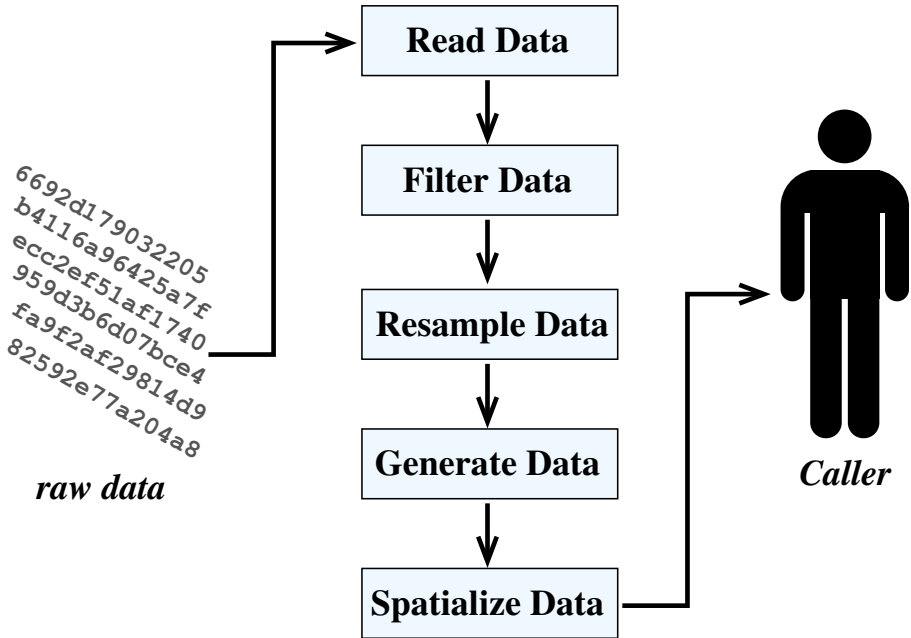 Read Data
Filter Data
Resample Data
Generate Data
Spatialize Data
6692d179032205
b4116a96425a7f
ecc2ef51af1740
959d3b6d07bce4
fa9f2af29814d9
82592e77a204a8
raw data
Caller